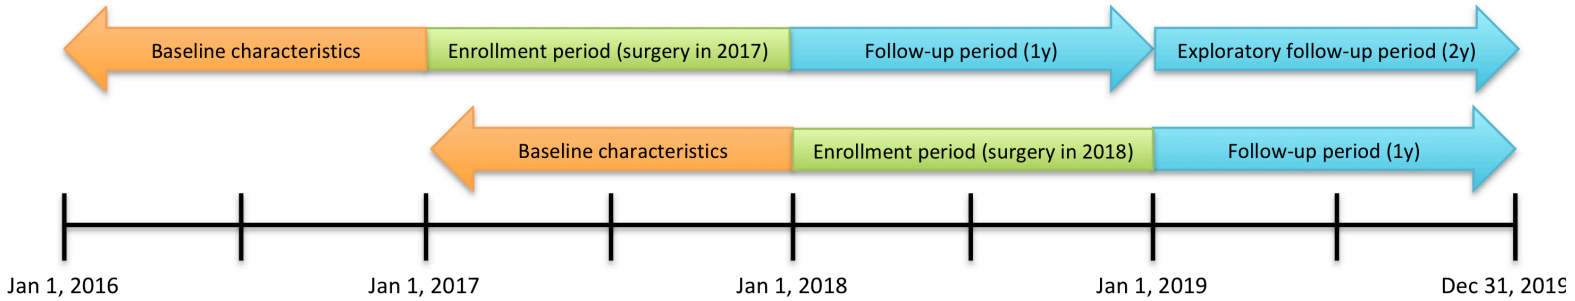 Baseline characteristics
Enrollment period (surgery in 2017)
Follow-up period (1y)
Exploratory follow-up period (2y)
Baseline characteristics
Enrollment period (surgery in 2018)
Follow-up period (1y)
Jan 1, 2016
Jan 1, 2017
Jan 1, 2018
Jan 1, 2019
Dec 31, 2019